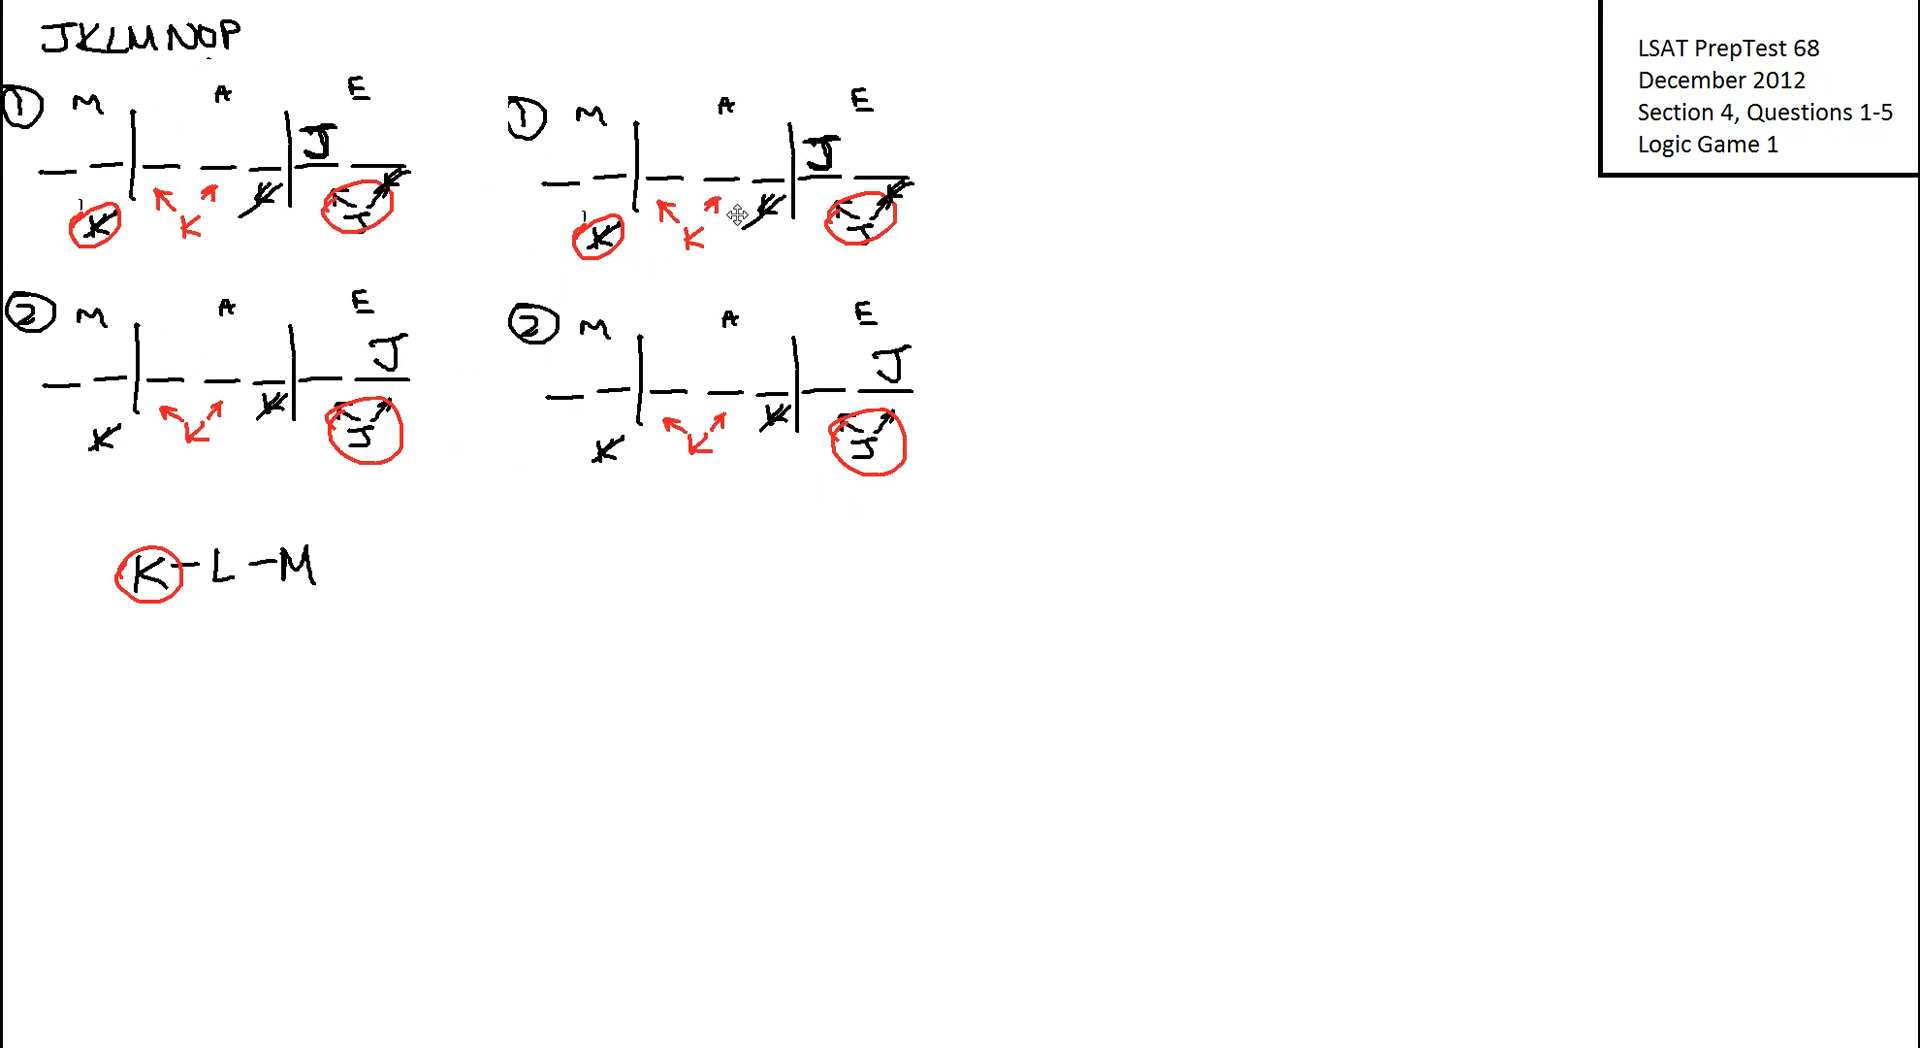 JKLMNOP
LSAT PrepTest 68
December 2012
Section 4, Questions 1-5
Logic Game 1
① M A E
J
K K K J
② M A E
J
K K K J
① M A E
J
K K K J
② M A E
J
K K K J
K - L - M